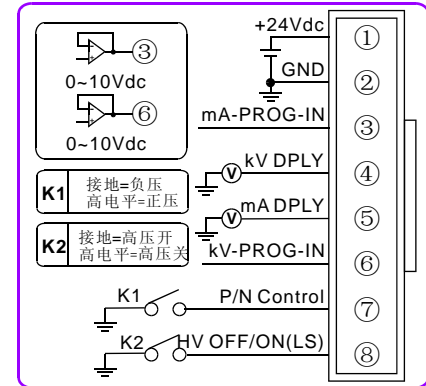 ③
0~10Vdc
⑥
0~10Vdc
K1 接地=负压
高电平=正压
K2 接地=高压开
高电平=高压关
+24Vdc ①
GND ②
mA-PROG-IN ③
V kV DPLY ④
V mA DPLY ⑤
kV-PROG-IN ⑥
K1 P/N Control ⑦
K2 HV OFF/ON(LS) ⑧